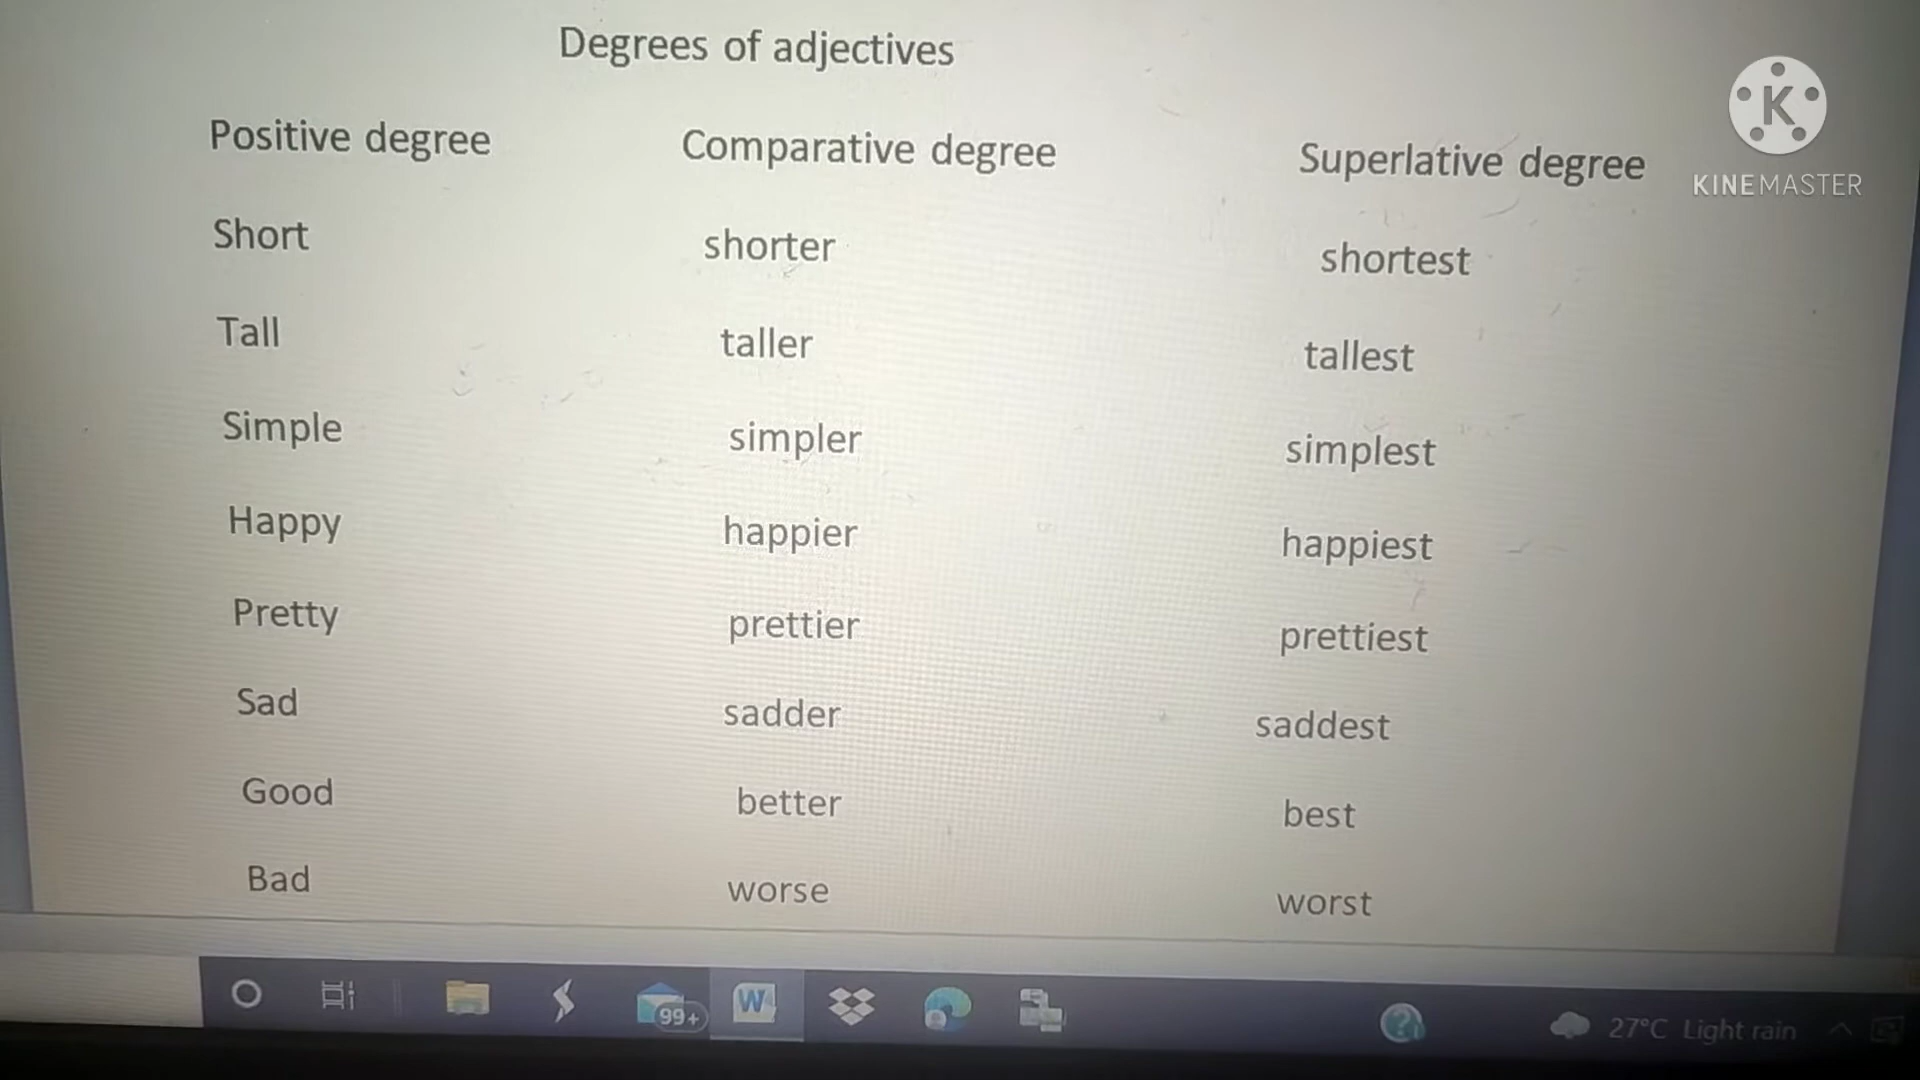 Degrees of adjectives
Positive degree Comparative degree Superlative degree
Short shorter shortest
Tall taller tallest
Simple simpler simplest
Happy happier happiest
Pretty prettier prettiest
Sad sadder saddest
Good better best
Bad worse worst
K
KINEMASTER
99+
W
?
27°C Light rain